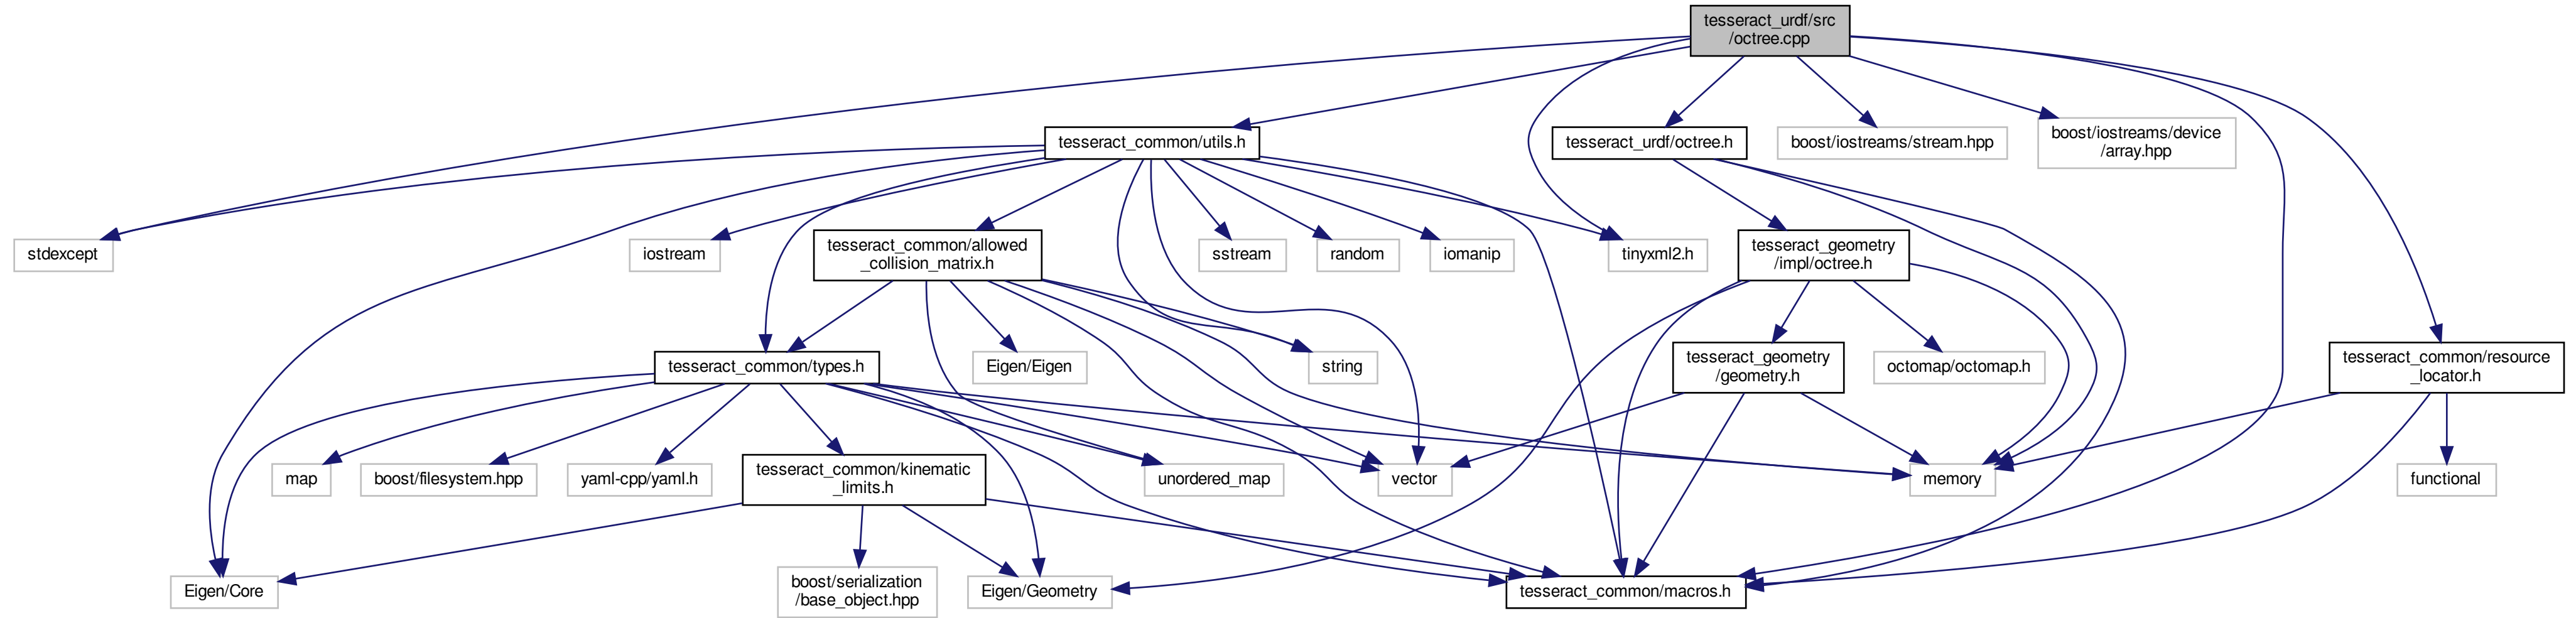 tesseract_urdf/src
/octree.cpp
tesseract_common/utils.h
tesseract_urdf/octree.h
boost/iostreams/stream.hpp
boost/iostreams/device
/array.hpp
stdexcept
iostream
tesseract_common/allowed
_collision_matrix.h
sstream
random
iomanip
tinyxml2.h
tesseract_geometry
/impl/octree.h
tesseract_common/types.h
Eigen/Eigen
string
tesseract_geometry
/geometry.h
octomap/octomap.h
tesseract_common/resource
_locator.h
map
boost/filesystem.hpp
yaml-cpp/yaml.h
tesseract_common/kinematic
_limits.h
unordered_map
vector
memory
functional
Eigen/Core
boost/serialization
/base_object.hpp
Eigen/Geometry
tesseract_common/macros.h